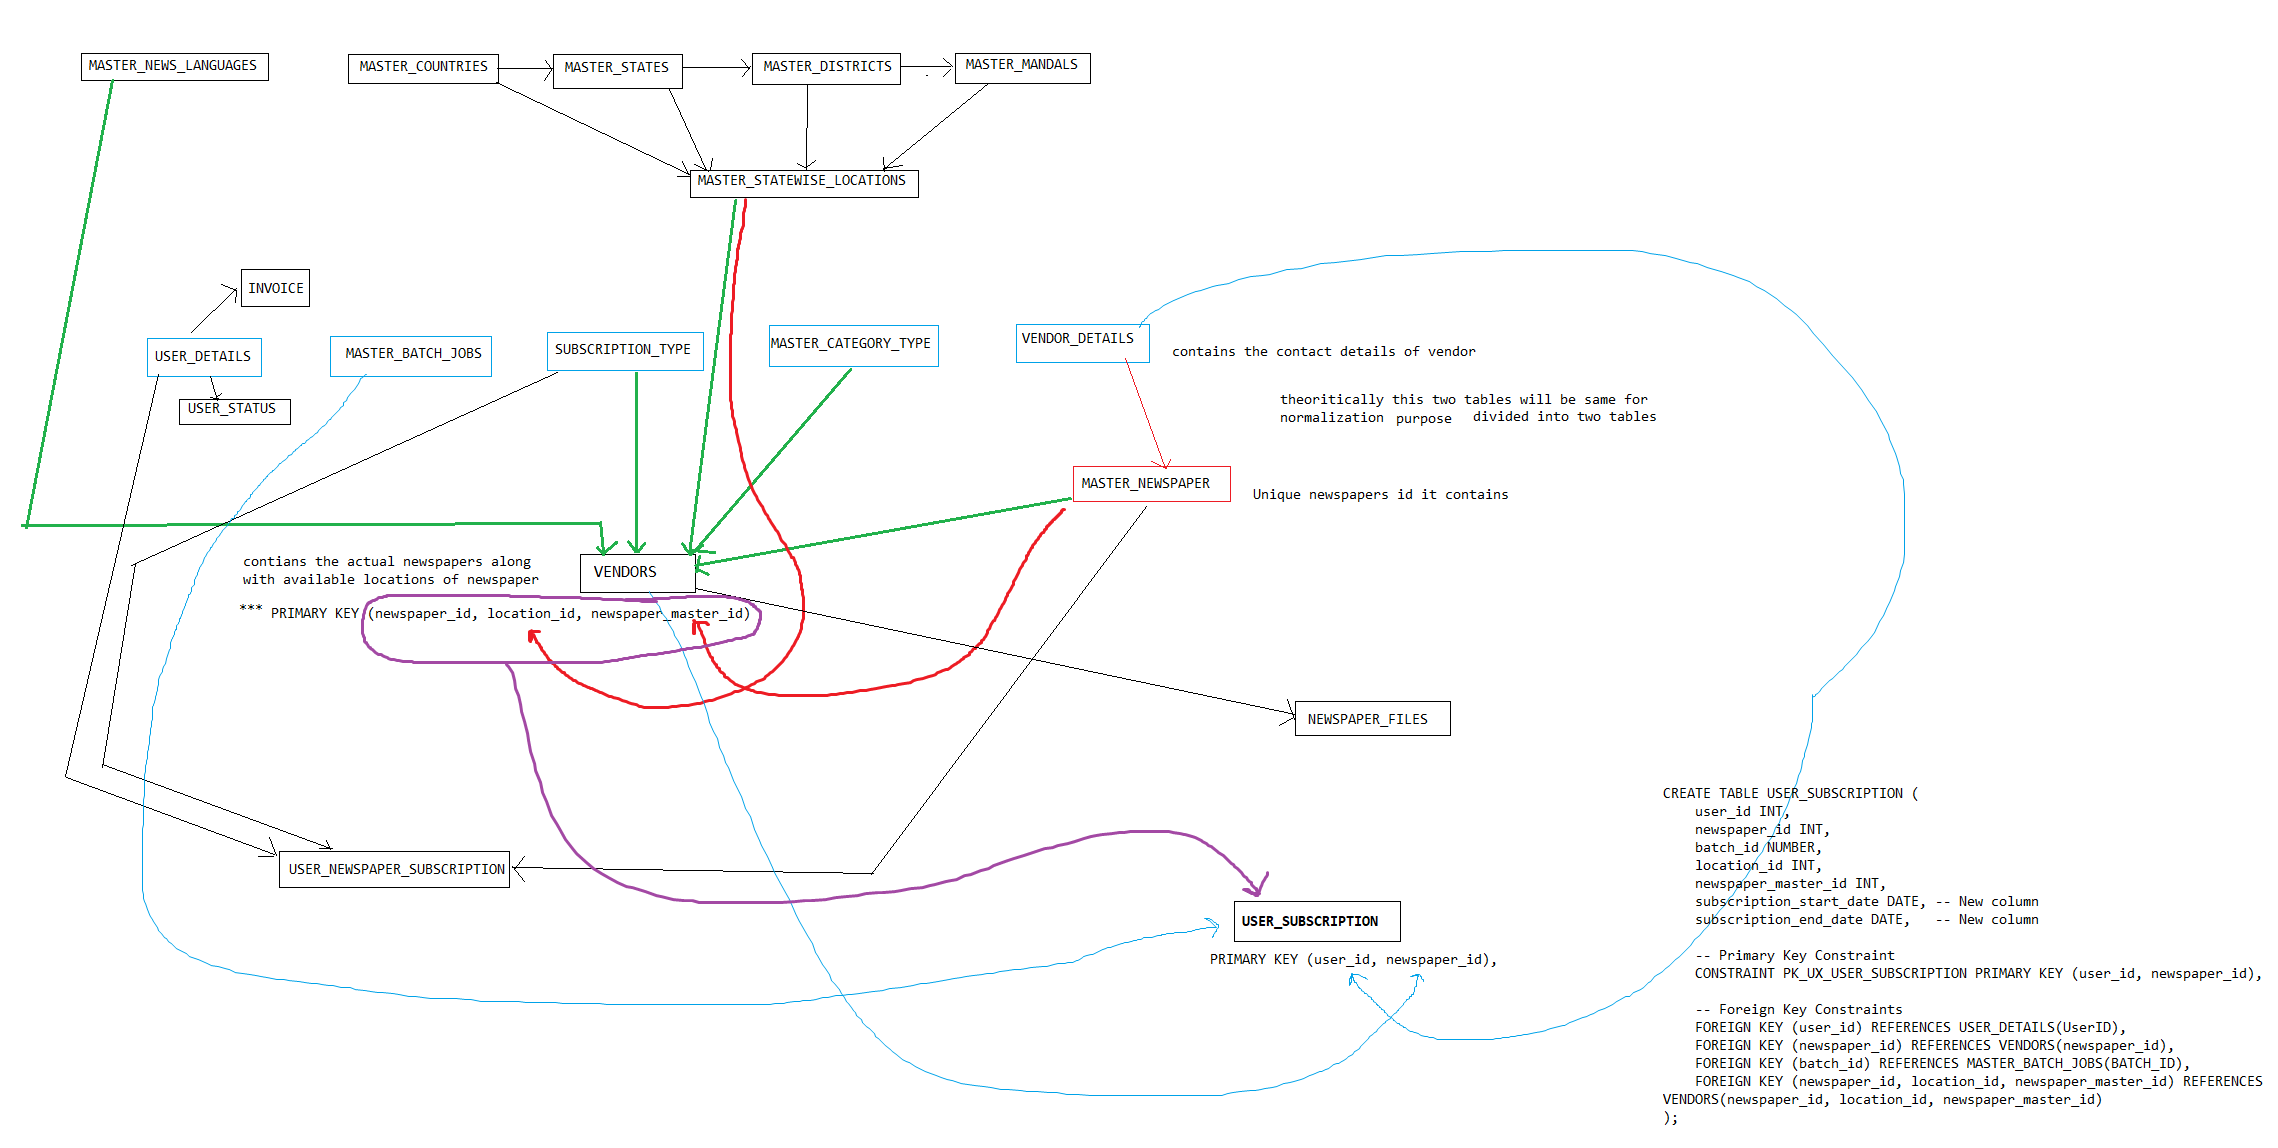 MASTER_NEWS_LANGUAGES
MASTER_COUNTRIES
MASTER_STATES
MASTER_DISTRICTS
MASTER_MANDALS
MASTER_STATEWISE_LOCATIONS
INVOICE
USER_DETAILS
MASTER_BATCH_JOBS
SUBSCRIPTION_TYPE
MASTER_CATEGORY_TYPE
VENDOR_DETAILS
contains the contact details of vendor
USER_STATUS
theoritically this two tables will be same for
normalization purpose divided into two tables
MASTER_NEWSPAPER
Unique newspapers id it contains
contians the actual newspapers along
with available locations of newspaper
VENDORS
*** PRIMARY KEY (newspaper_id, location_id, newspaper_master_id)
NEWSPAPER_FILES
USER_NEWSPAPER_SUBSCRIPTION
USER_SUBSCRIPTION
PRIMARY KEY (user_id, newspaper_id),
CREATE TABLE USER_SUBSCRIPTION (
user_id INT,
newspaper_id INT,
batch_id NUMBER,
location_id INT,
newspaper_master_id INT,
subscription_start_date DATE, -- New column
subscription_end_date DATE,   -- New column
-- Primary Key Constraint
CONSTRAINT PK_UX_USER_SUBSCRIPTION PRIMARY KEY (user_id, newspaper_id),
-- Foreign Key Constraints
FOREIGN KEY (user_id) REFERENCES USER_DETAILS(UserID),
FOREIGN KEY (newspaper_id) REFERENCES VENDORS(newspaper_id),
FOREIGN KEY (batch_id) REFERENCES MASTER_BATCH_JOBS(BATCH_ID),
FOREIGN KEY (newspaper_id, location_id, newspaper_master_id) REFERENCES
VENDORS(newspaper_id, location_id, newspaper_master_id)
);